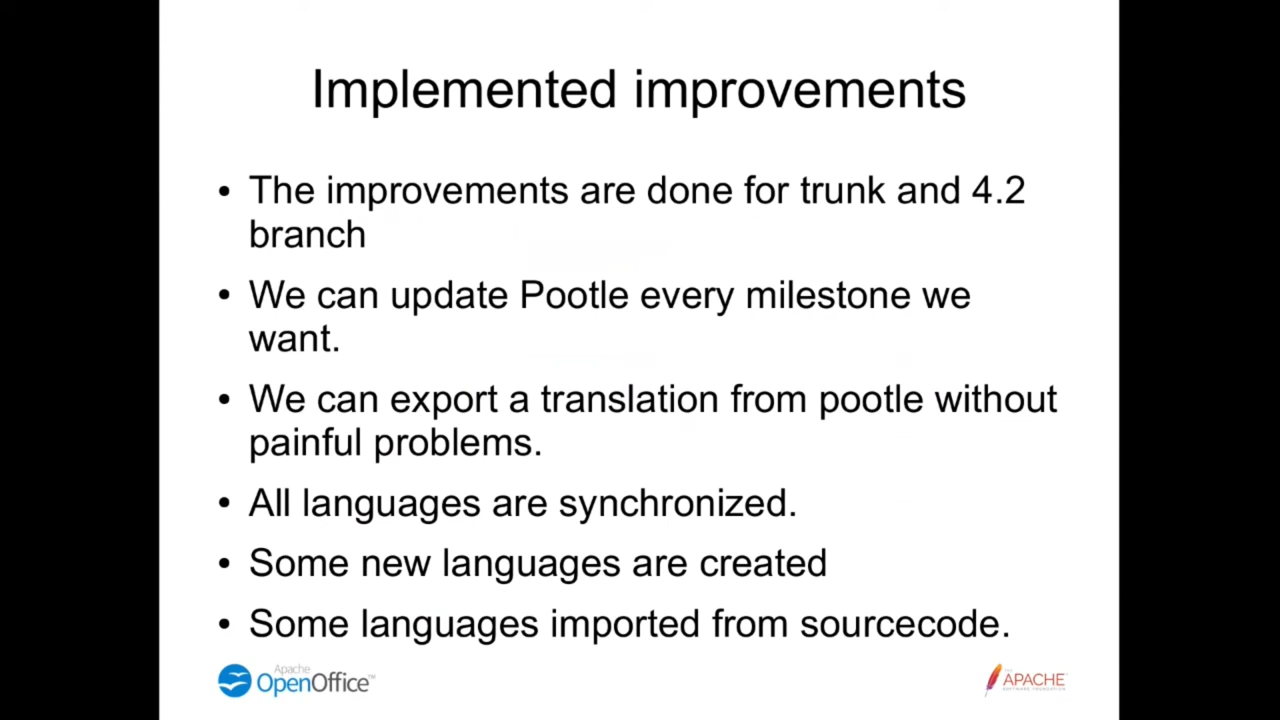 Implemented improvements
• The improvements are done for trunk and 4.2
branch
• We can update Pootle every milestone we
want.
• We can export a translation from pootle without
painful problems.
• All languages are synchronized.
• Some new languages are created
• Some languages imported from sourcecode.
Apache
OpenOffice™
THE
APACHE
SOFTWARE FOUNDATION